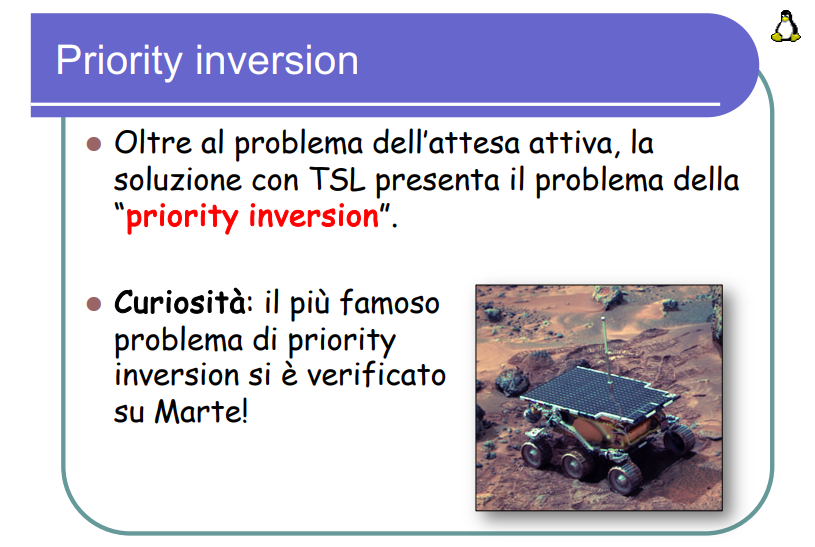 Priority inversion
Oltre al problema dell'attesa attiva, la
soluzione con TSL presenta il problema della
“priority inversion”.
Curiosità: il più famoso
problema di priority
inversion si è verificato
su Marte!